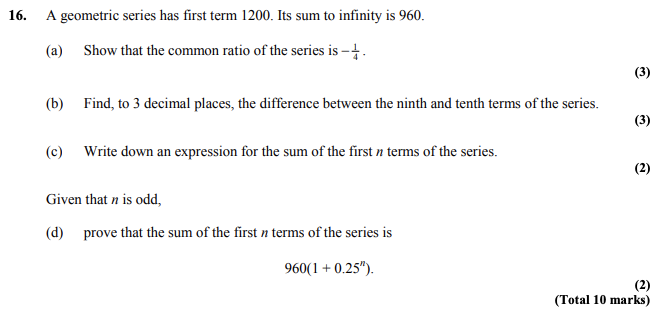 16. A geometric series has first term 1200. Its sum to infinity is 960.
(a) Show that the common ratio of the series is –1/4 .
(3)
(b) Find, to 3 decimal places, the difference between the ninth and tenth terms of the series.
(3)
(c) Write down an expression for the sum of the first n terms of the series.
(2)
Given that n is odd,
(d) prove that the sum of the first n terms of the series is
960(1 + 0.25ⁿ).
(2)
(Total 10 marks)